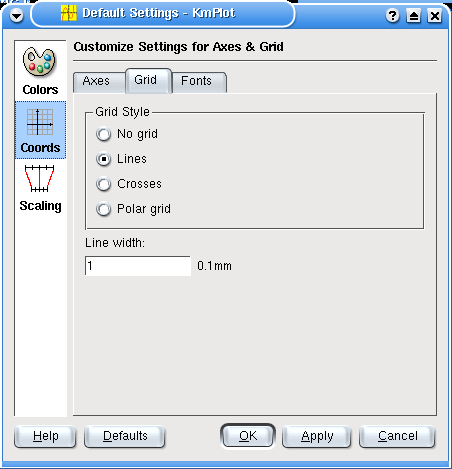 Default Settings - KmPlot
Customize Settings for Axes & Grid
Colors
Coords
Scaling
Axes Grid Fonts
Grid Style
No grid
Lines
Crosses
Polar grid
Line width:
1 0.1mm
Help Defaults OK Apply Cancel